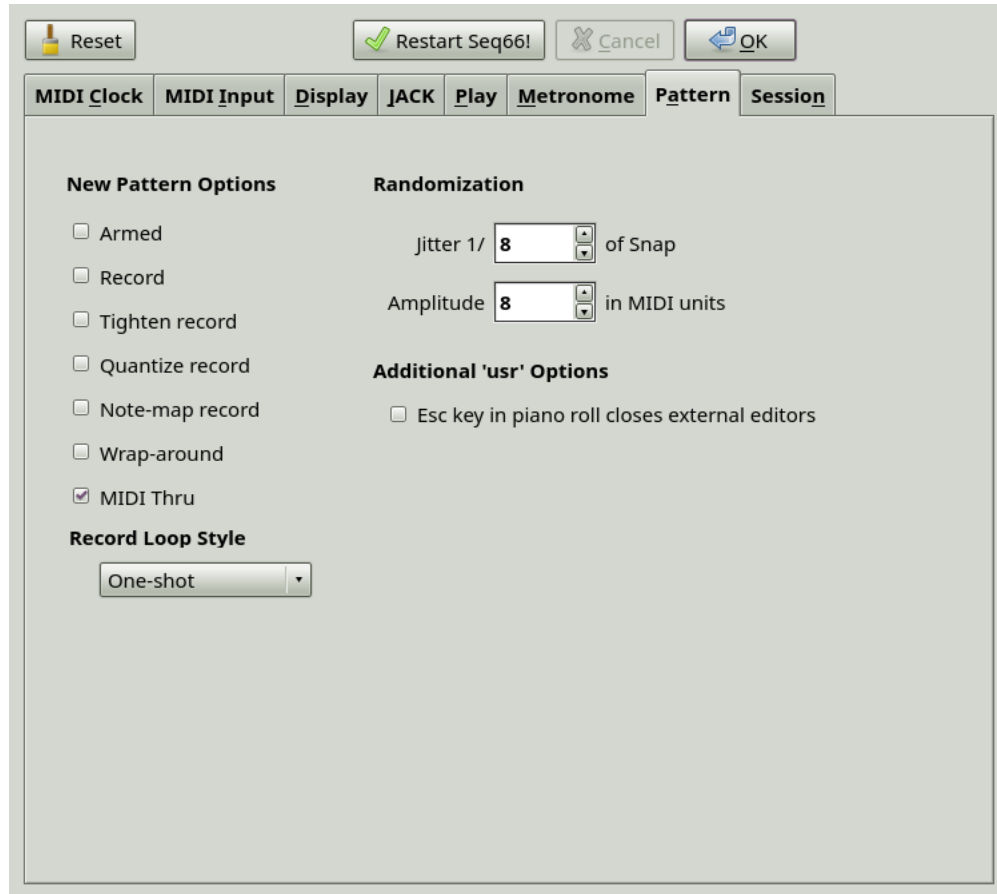 Reset Restart Seq66! Cancel OK
MIDI Clock MIDI Input Display JACK Play Metronome Pattern Session
New Pattern Options
Armed
Record
Tighten record
Quantize record
Note-map record
Wrap-around
MIDI Thru
Record Loop Style
One-shot
Randomization
Jitter 1/ 8 of Snap
Amplitude 8 in MIDI units
Additional 'usr' Options
Esc key in piano roll closes external editors